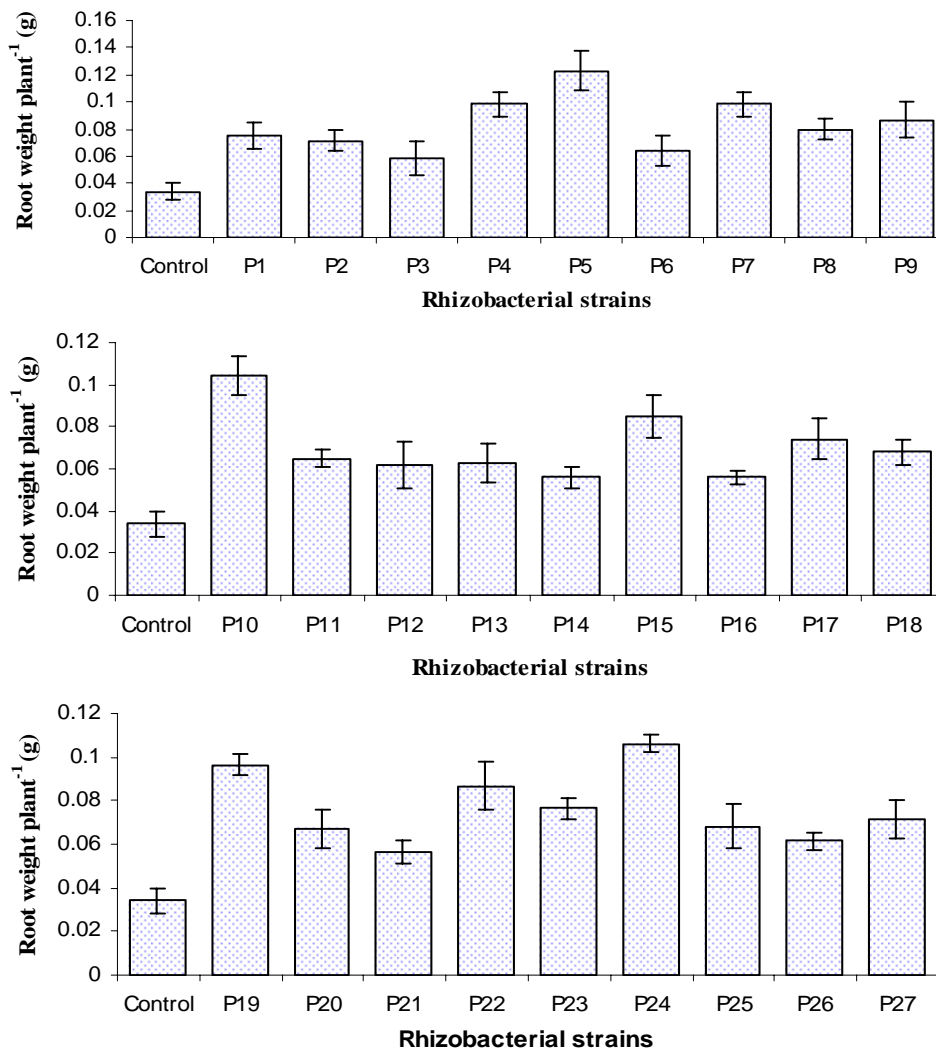 Root weight plant-1 (g)
0.16
0.14
0.12
0.1
0.08
0.06
0.04
0.02
0
Control P1 P2 P3 P4 P5 P6 P7 P8 P9
Rhizobacterial strains
Root weight plant-1 (g)
0.12
0.1
0.08
0.06
0.04
0.02
0
Control P10 P11 P12 P13 P14 P15 P16 P17 P18
Rhizobacterial strains
Root weight plant-1 (g)
0.12
0.1
0.08
0.06
0.04
0.02
0
Control P19 P20 P21 P22 P23 P24 P25 P26 P27
Rhizobacterial strains